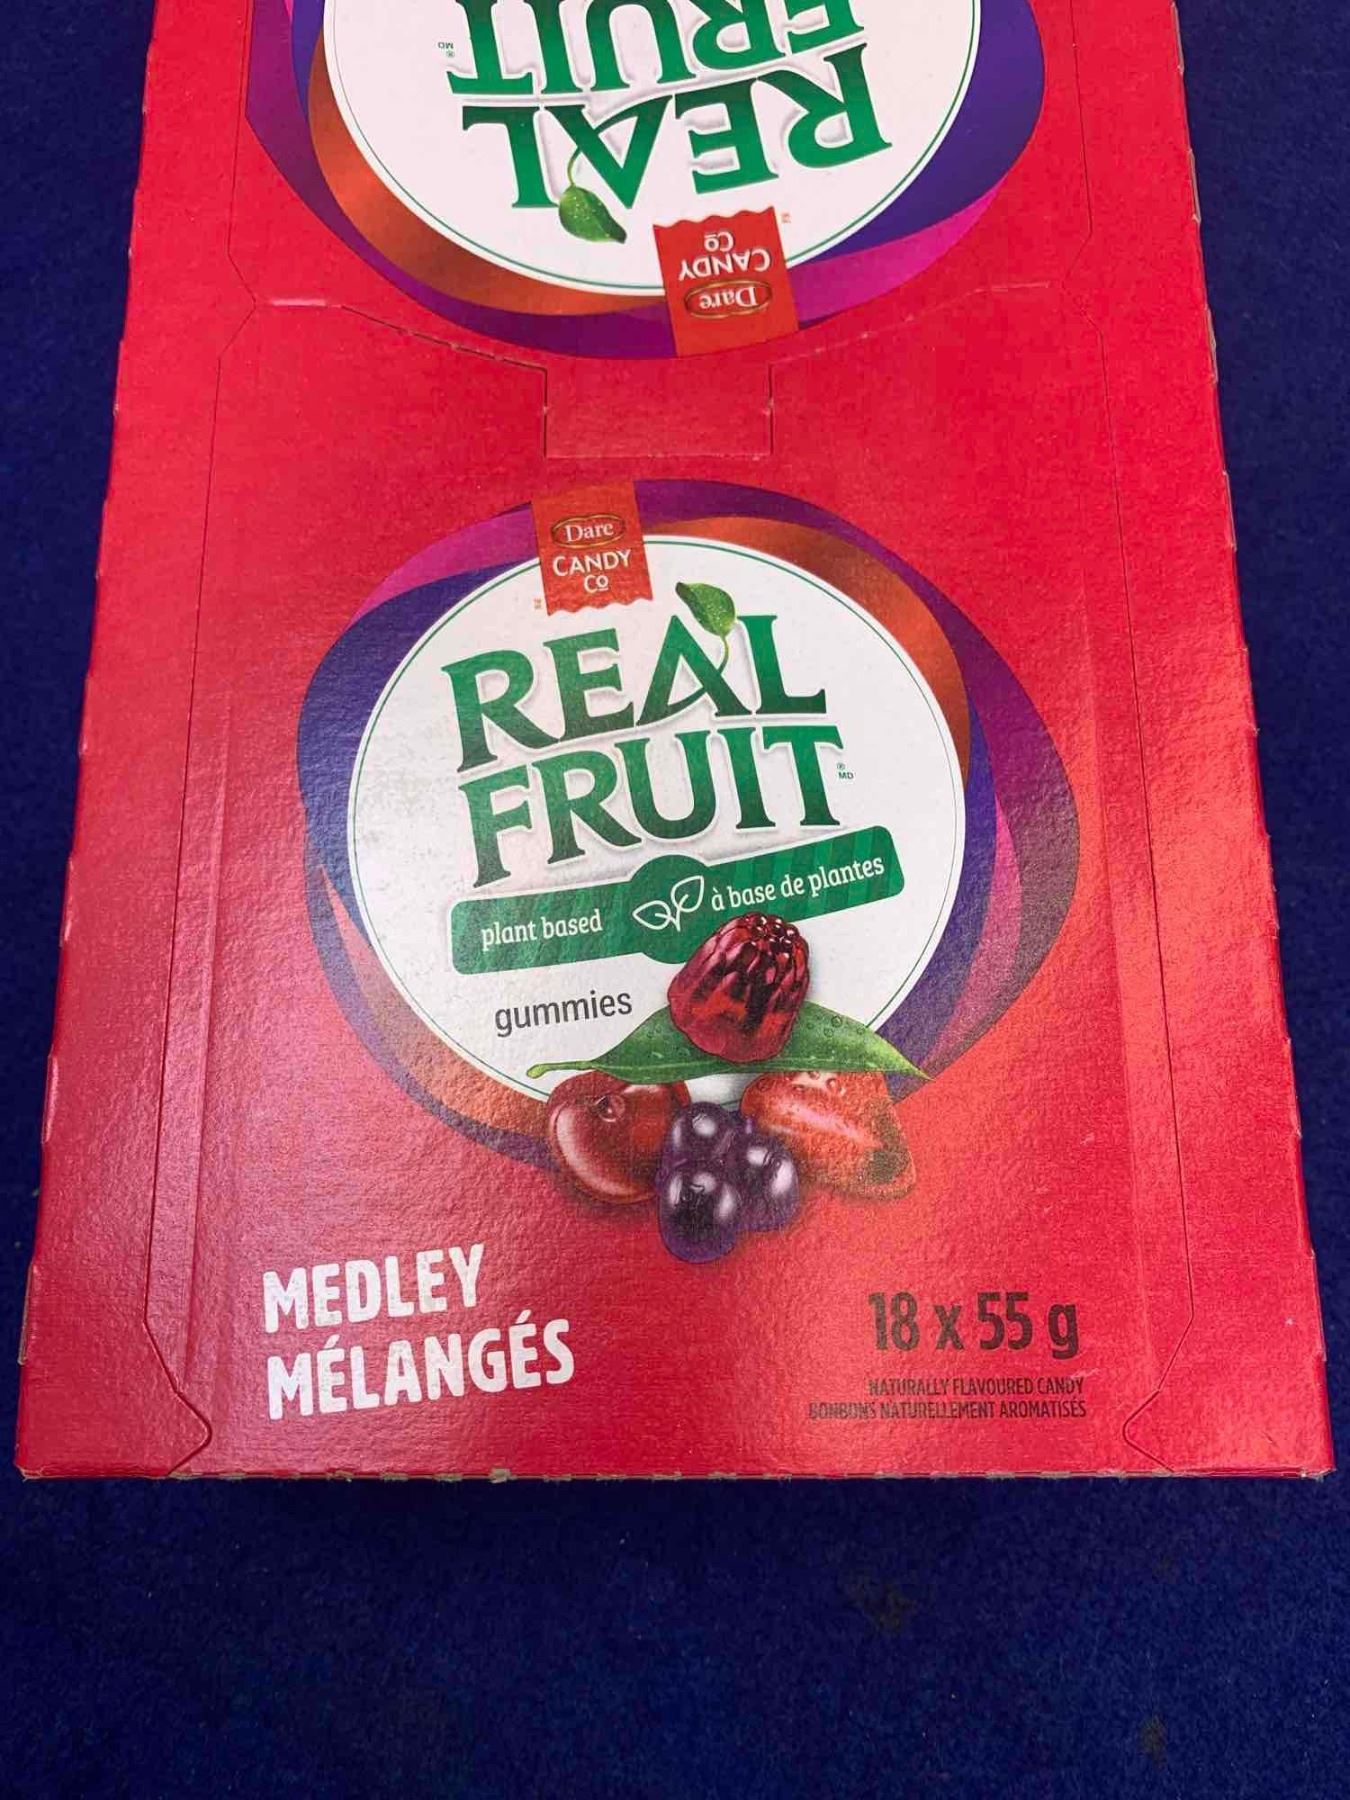 REAL
FRUIT
® MD
Dare
CANDY
CO
Dare
CANDY
CO
REAL
FRUIT
® MD
plant based
à base de plantes
gummies
MEDLEY
MÉLANGÉS
18 x 55 g
NATURALLY FLAVOURED CANDY
BONBONS NATURELLEMENT AROMATISÉS